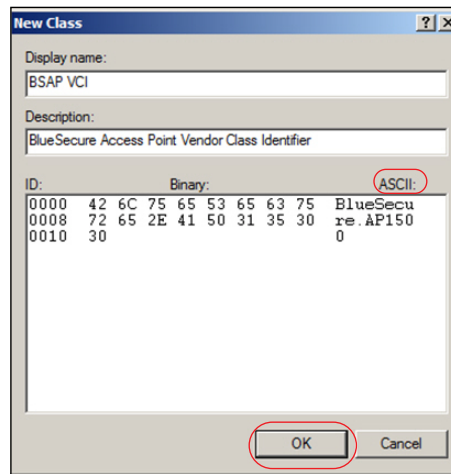 New Class
? ×
Display name:
BSAP VCI
Description:
BlueSecure Access Point Vendor Class Identifier
ID: Binary: ASCII:
0000 42 6C 75 65 53 65 63 75 BlueSecu
0008 72 65 2E 41 50 31 35 30 re.AP150
0010 30 0
OK Cancel